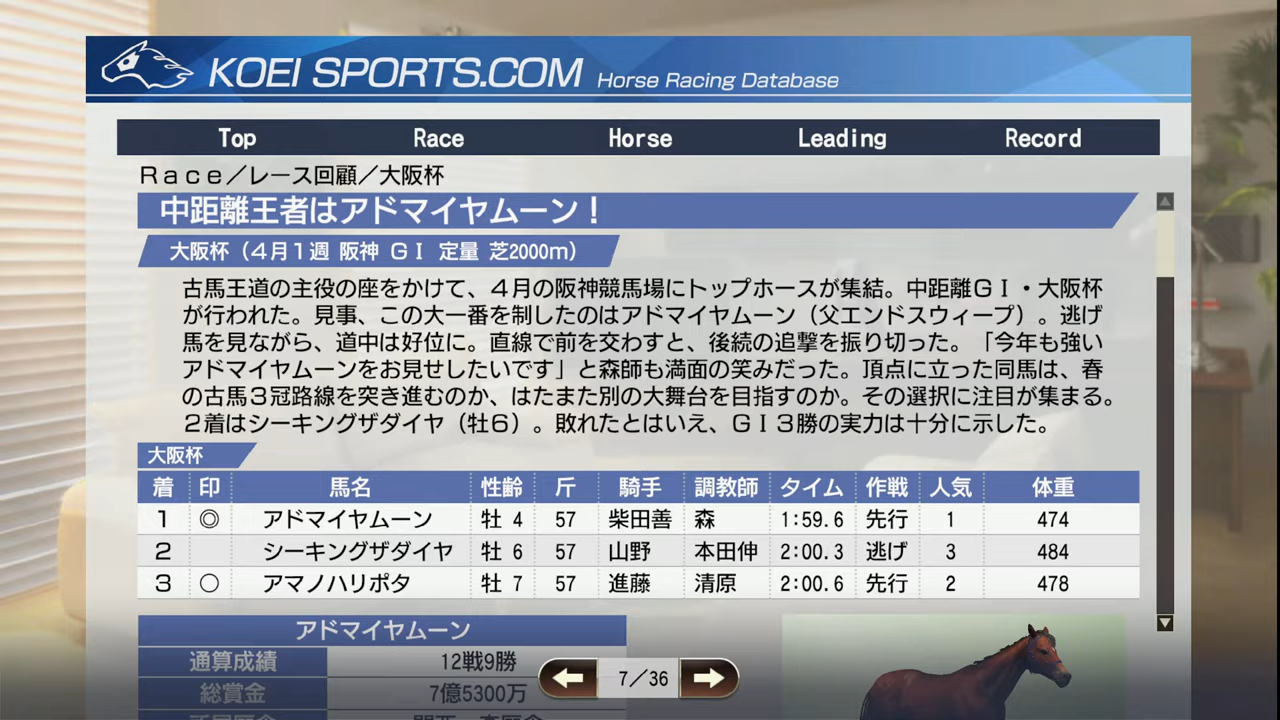 KOEI SPORTS.COM Horse Racing Database
Top Race Horse Leading Record
Race／レース回顧／大阪杯
中距離王者はアドマイヤムーン！
大阪杯（４月１週 阪神 ＧＩ 定量 芝2000m）
古馬王道の主役の座をかけて、４月の阪神競馬場にトップホースが集結。中距離ＧＩ・大阪杯
が行われた。見事、この大一番を制したのはアドマイヤムーン（父エンドスウィープ）。逃げ
馬を見ながら、道中は好位に。直線で前を交わすと、後続の追撃を振り切った。「今年も強い
アドマイヤムーンをお見せしたいです」と森師も満面の笑みだった。頂点に立った同馬は、春
の古馬３冠路線を突き進むのか、はたまた別の大舞台を目指すのか。その選択に注目が集まる。
２着はシーキングザダイヤ（牡６）。敗れたとはいえ、ＧＩ３勝の実力は十分に示した。
大阪杯
着 印 馬名 性齢 斤 騎手 調教師 タイム 作戦 人気 体重
1 ◎ アドマイヤムーン 牡 4 57 柴田善 森 1:59.6 先行 1 474
2 シーキングザダイヤ 牡 6 57 山野 本田伸 2:00.3 逃げ 3 484
3 ○ アマノハリポタ 牡 7 57 進藤 清原 2:00.6 先行 2 478
アドマイヤムーン
通算成績 12戦9勝
総賞金 7億5300万
7／36